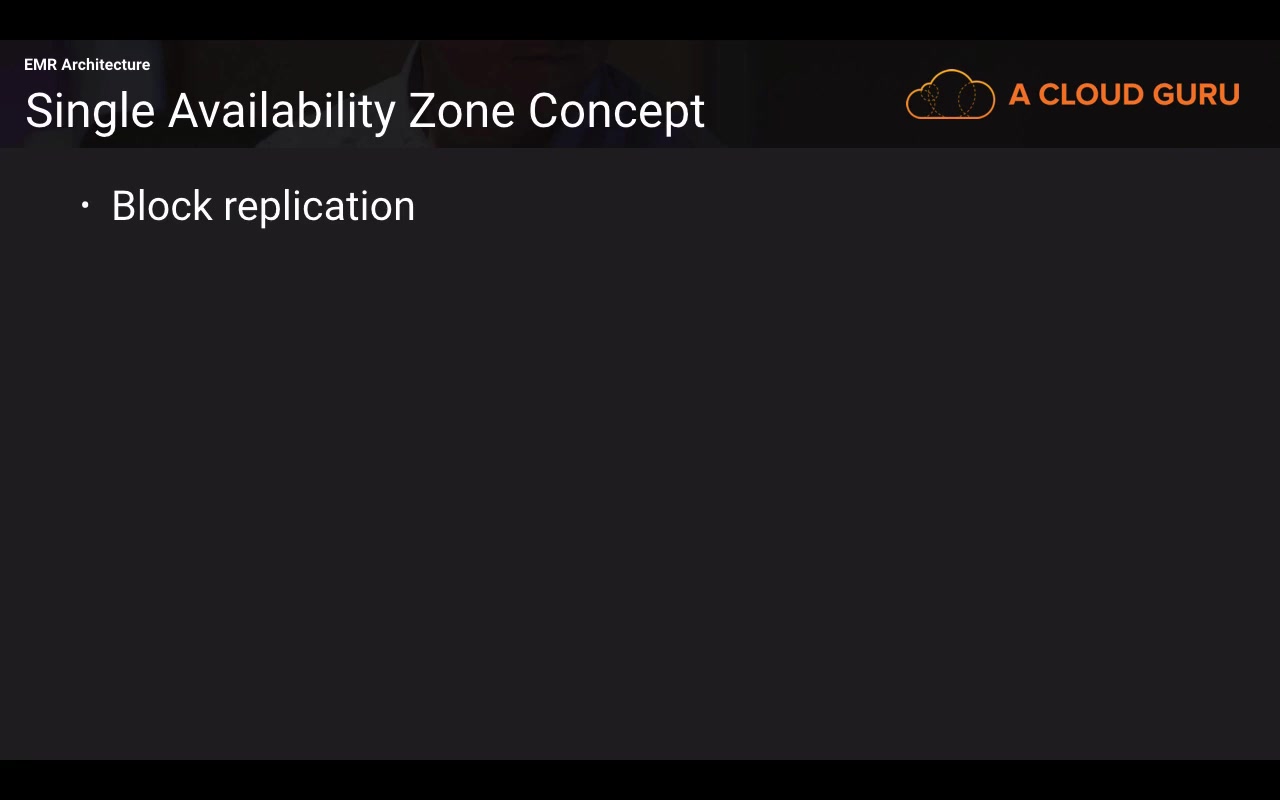 EMR Architecture
Single Availability Zone Concept
A CLOUD GURU
• Block replication